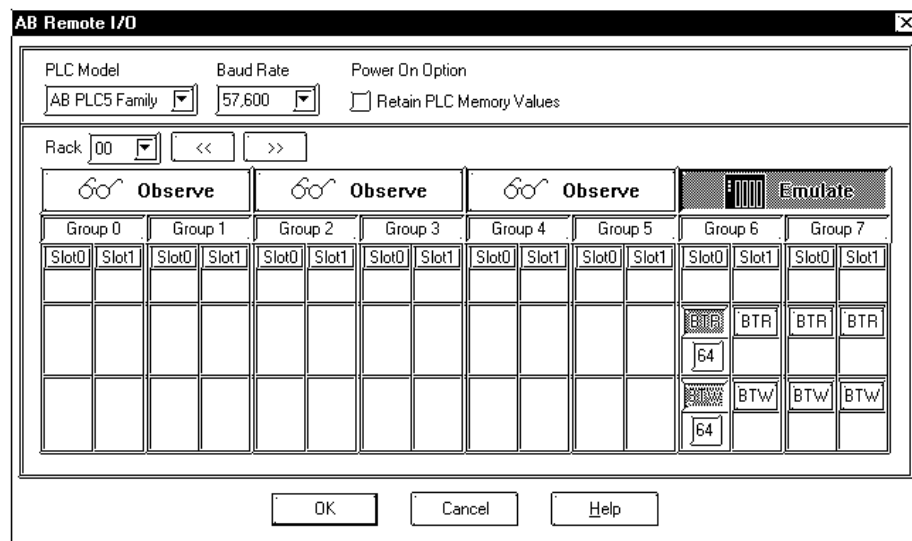 AB Remote I/O
PLC Model Baud Rate Power On Option
AB PLC5 Family 57,600 Retain PLC Memory Values
Rack 00 << >>
Observe Observe Observe Emulate
Group 0 Group 1 Group 2 Group 3 Group 4 Group 5 Group 6 Group 7
Slot0 Slot1 Slot0 Slot1 Slot0 Slot1 Slot0 Slot1 Slot0 Slot1 Slot0 Slot1 Slot0 Slot1 Slot0 Slot1
BTR BTR BTR BTR
64
BTW BTW BTW BTW
64
OK Cancel Help